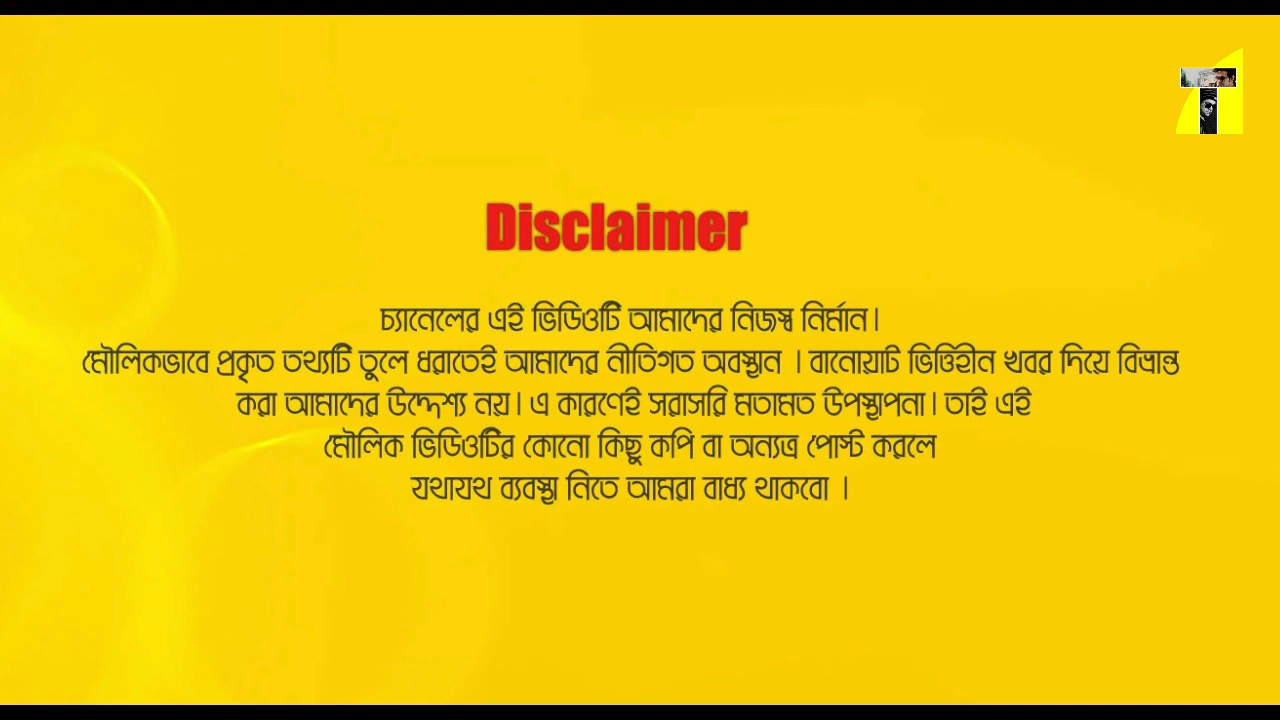 Disclaimer
চ্যানেলের এই ভিডিওটি আমাদের নিজস্ব নির্মান।
মৌলিকভাবে প্রকৃত তথ্যটি তুলে ধরাতেই আমাদের নীতিগত অবস্থান । বানোয়াট ভিত্তিহীন খবর দিয়ে বিভ্রান্ত
করা আমাদের উদ্দেশ্য নয়। এ কারণেই সরাসরি মতামত উপস্থাপনা। তাই এই
মৌলিক ভিডিওটির কোনো কিছু কপি বা অন্যত্র পোস্ট করলে
যথাযথ ব্যবস্থা নিতে আমরা বাধ্য থাকবো ।